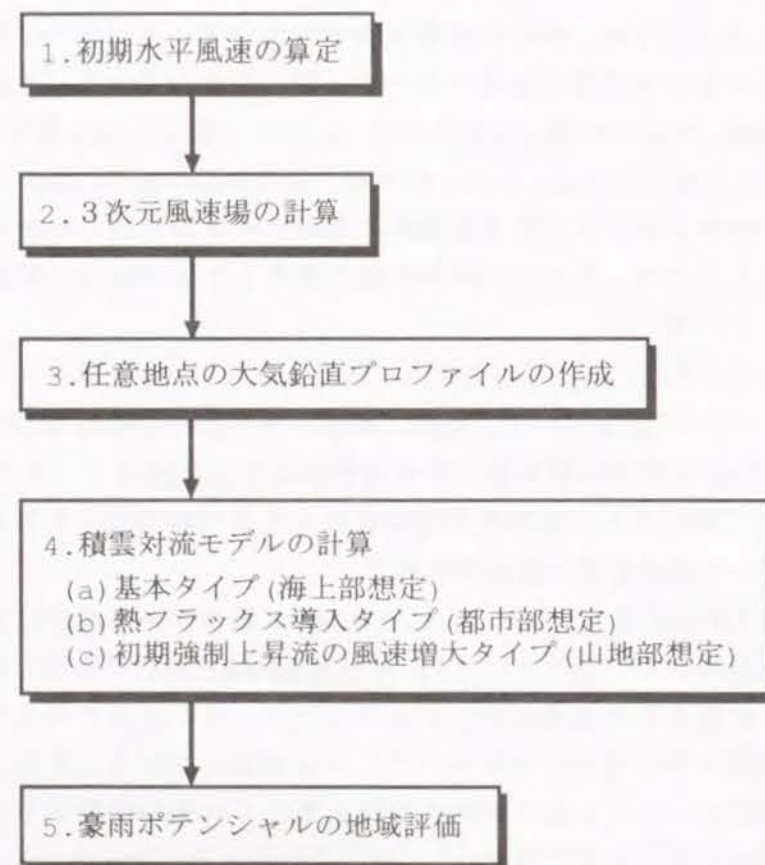 1.初期水平風速の算定
2.3次元風速場の計算
3.任意地点の大気鉛直プロファイルの作成
4.積雲対流モデルの計算
(a)基本タイプ(海上部想定)
(b)熱フラックス導入タイプ(都市部想定)
(c)初期強制上昇流の風速増大タイプ(山地部想定)
5.豪雨ポテンシャルの地域評価